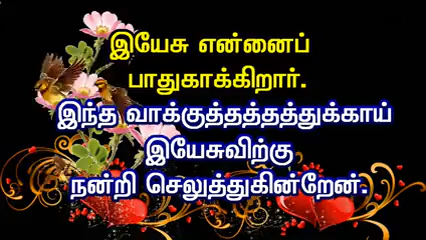 இயேசு என்னைப்
பாதுகாக்கிறார்.
இந்த வாக்குத்தத்தத்துக்காய்
இயேசுவிற்கு
நன்றி செலுத்துகின்றேன்.